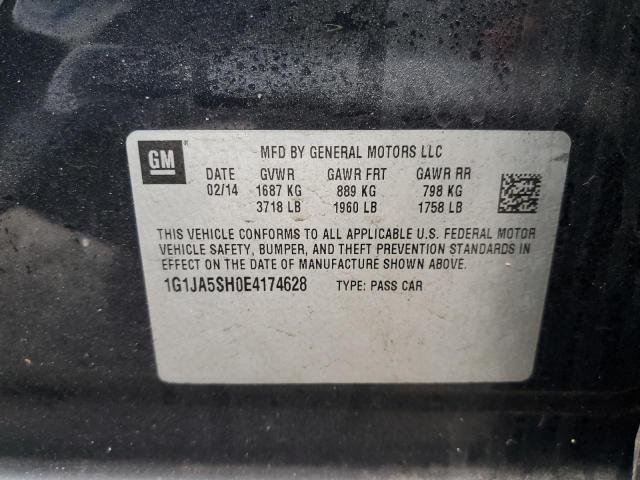 GM
MFD BY GENERAL MOTORS LLC
DATE GVWR GAWR FRT GAWR RR
02/14 1687 KG 889 KG 798 KG
3718 LB 1960 LB 1758 LB
THIS VEHICLE CONFORMS TO ALL APPLICABLE U.S. FEDERAL MOTOR
VEHICLE SAFETY, BUMPER, AND THEFT PREVENTION STANDARDS IN
EFFECT ON THE DATE OF MANUFACTURE SHOWN ABOVE.
1G1JA5SH0E4174628 TYPE: PASS CAR